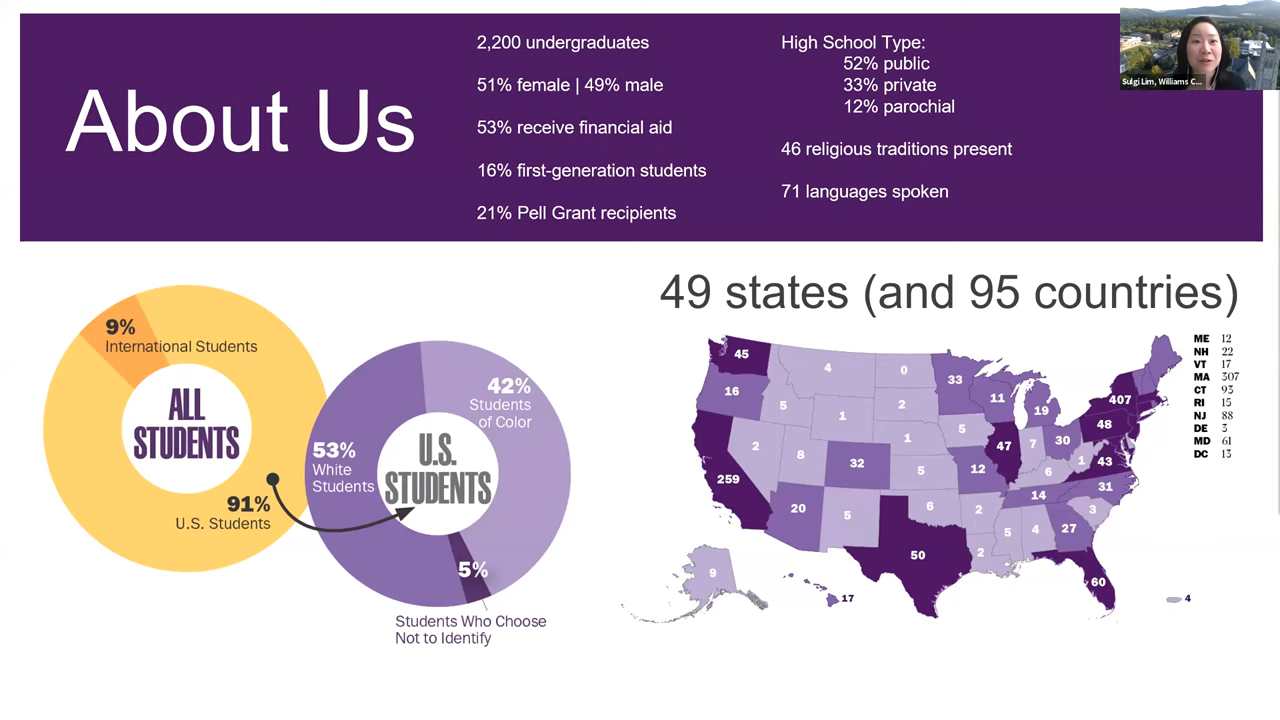 About Us
2,200 undergraduates
51% female | 49% male
53% receive financial aid
16% first-generation students
21% Pell Grant recipients
High School Type:
52% public
33% private
12% parochial
46 religious traditions present
71 languages spoken
Sulgi Lim, Williams C...
9%
International Students
ALL
STUDENTS
91%
U.S. Students
42%
Students
of Color
53%
White
Students
U.S.
STUDENTS
5%
Students Who Choose
Not to Identify
49 states (and 95 countries)
45
4
0
33
16
5
1
2
11
19
407
48
2
8
32
1
5
12
47
7
30
1
43
259
20
5
5
6
2
6
14
31
3
27
4
5
2
50
60
9
17
4
ME 12
NH 22
VT 17
MA 307
CT 93
RI 15
NJ 88
DE 3
MD 61
DC 13